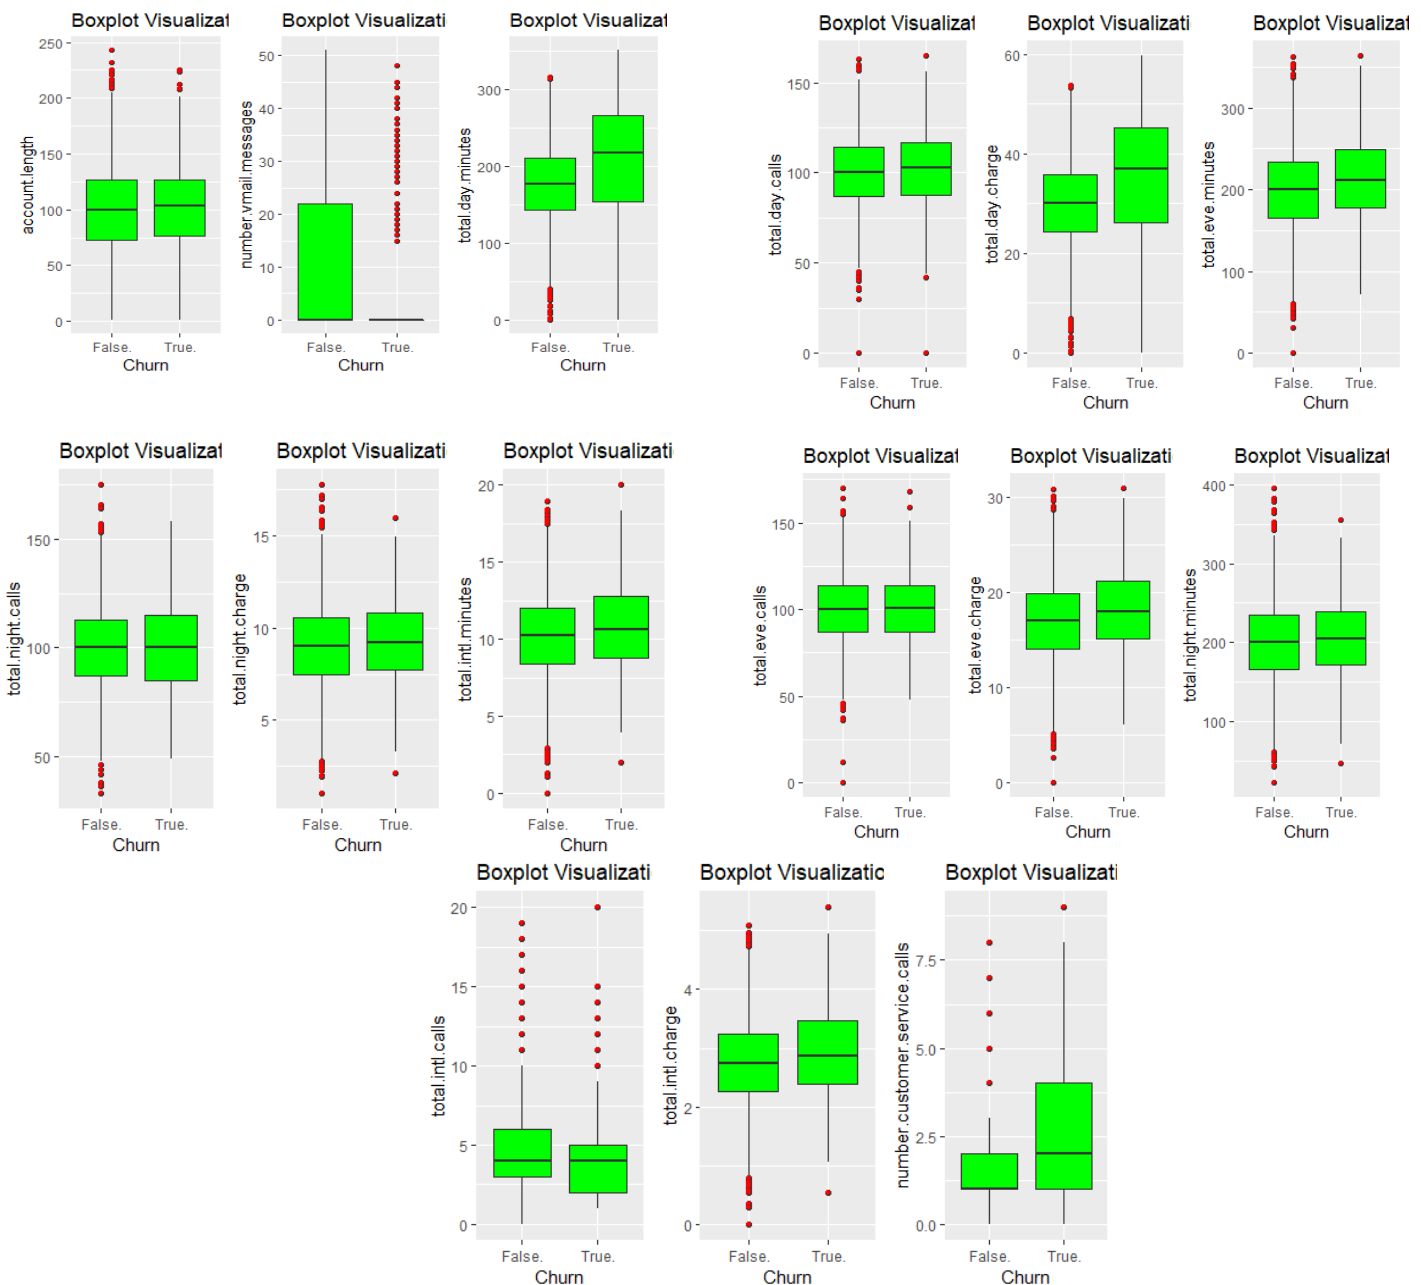 Boxplot Visualizat
account.length
250
200
150
100
50
0
False. True.
Churn
Boxplot Visualizati
number.vmail.messages
50
40
30
20
10
0
False. True.
Churn
Boxplot Visualizat
total.day.minutes
300
200
100
0
False. True.
Churn
Boxplot Visualizat
total.day.calls
150
100
50
0
False. True.
Churn
Boxplot Visualizati
total.day.charge
60
40
20
0
False. True.
Churn
Boxplot Visualizat
total.eve.minutes
300
200
100
0
False. True.
Churn
Boxplot Visualizat
total.night.calls
150
100
50
False. True.
Churn
Boxplot Visualizati
total.night.charge
15
10
5
False. True.
Churn
Boxplot Visualizati
total.intl.minutes
20
15
10
5
0
False. True.
Churn
Boxplot Visualizat
total.eve.calls
150
100
50
0
False. True.
Churn
Boxplot Visualizati
total.eve.charge
30
20
10
0
False. True.
Churn
Boxplot Visualizat
total.night.minutes
400
300
200
100
False. True.
Churn
Boxplot Visualizati
total.intl.calls
20
15
10
5
0
False. True.
Churn
Boxplot Visualizatio
total.intl.charge
4
2
0
False. True.
Churn
Boxplot Visualizati
number.customer.service.calls
7.5
5.0
2.5
0.0
False. True.
Churn